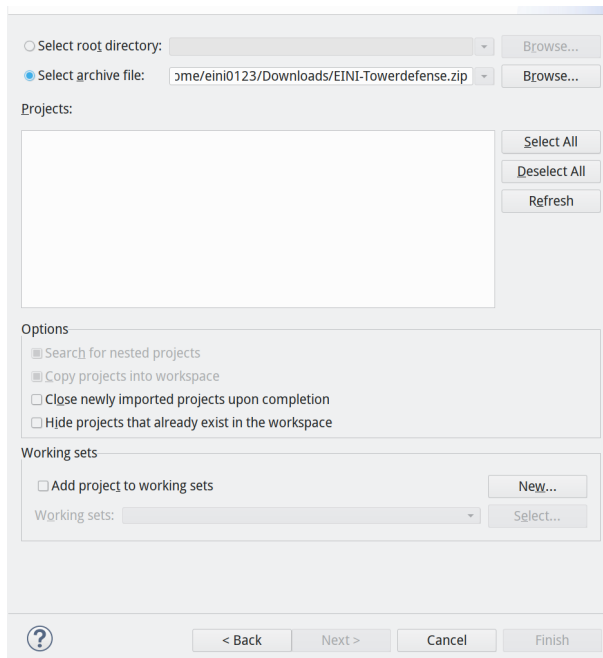 Select root directory:
Browse...
Select archive file: ome/eini0123/Downloads/EINI-Towerdefense.zip Browse...
Projects:
Select All
Deselect All
Refresh
Options
Search for nested projects
Copy projects into workspace
Close newly imported projects upon completion
Hide projects that already exist in the workspace
Working sets
Add project to working sets
New...
Working sets:
Select...
? < Back Next > Cancel Finish